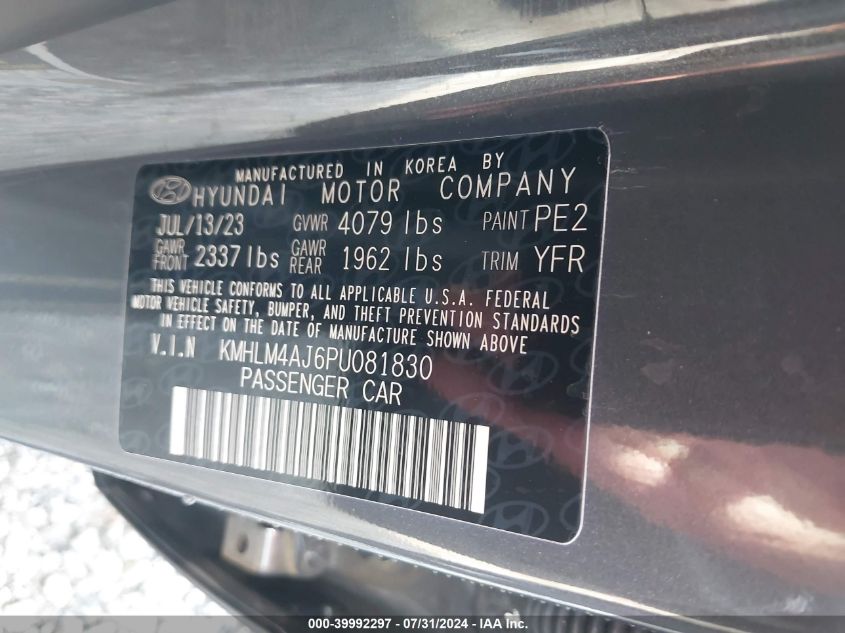 MANUFACTURED IN KOREA BY
HYUNDAI MOTOR COMPANY
JUL/13/23 GVWR 4079 lbs PAINT PE2
GAWR FRONT 2337 lbs GAWR REAR 1962 lbs TRIM YFR
THIS VEHICLE CONFORMS TO ALL APPLICABLE U.S.A. FEDERAL
MOTOR VEHICLE SAFETY, BUMPER, AND THEFT PREVENTION STANDARDS
IN EFFECT ON THE DATE OF MANUFACTURE SHOWN ABOVE.
V.I.N KMHLM4AJ6PU081830
PASSENGER CAR
000-39992297 - 07/31/2024 - IAA Inc.